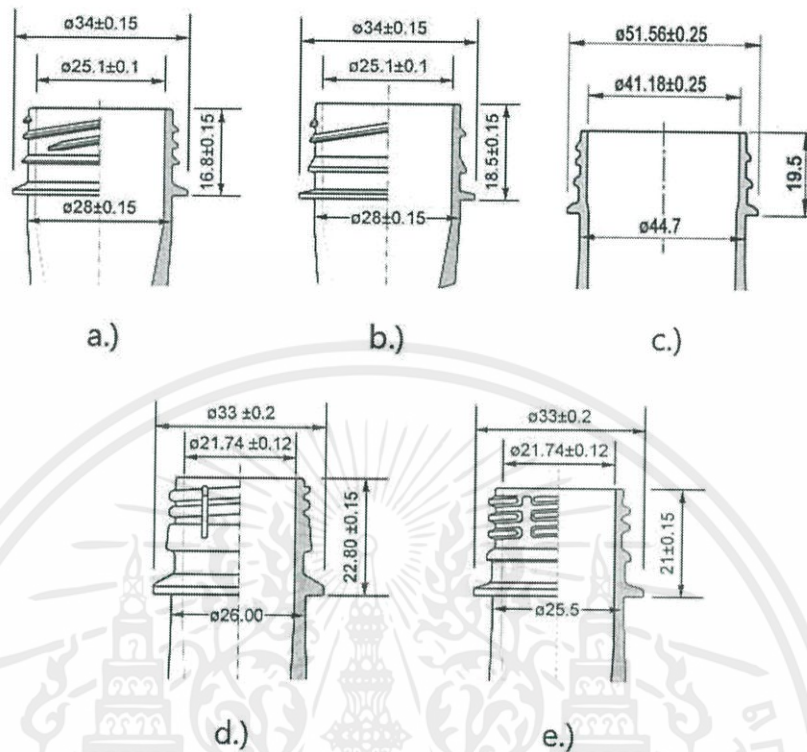 ø34±0.15
ø25.1±0.1
16.8±0.15
ø28±0.15
a.)
ø34±0.15
ø25.1±0.1
18.5±0.15
ø28±0.15
b.)
ø51.56±0.25
ø41.18±0.25
19.5
ø44.7
c.)
ø33 ±0.2
ø21.74 ±0.12
22.80 ±0.15
ø26.00
d.)
ø33±0.2
ø21.74±0.12
21±0.15
ø25.5
e.)